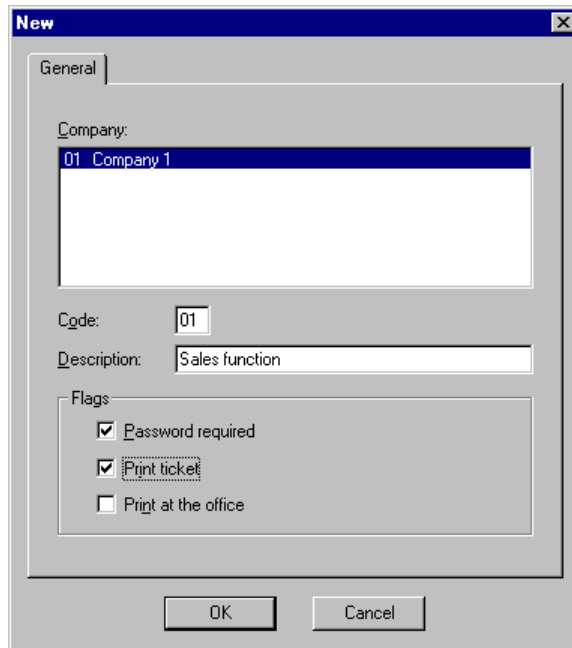 New
General
Company:
01 Company 1
Code: 01
Description: Sales function
Flags
Password required
Print ticket
Print at the office
OK Cancel